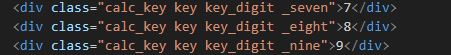 <div class="calc_key key key_digit _seven">7</div>
<div class="calc_key key key_digit _eight">8</div>
<div class="calc_key key key_digit _nine">9</div>